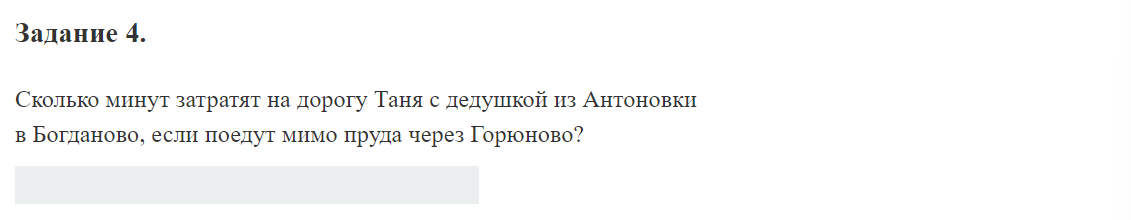 Задание 4.
Сколько минут затратят на дорогу Таня с дедушкой из Антоновки
в Богданово, если поедут мимо пруда через Горюново?